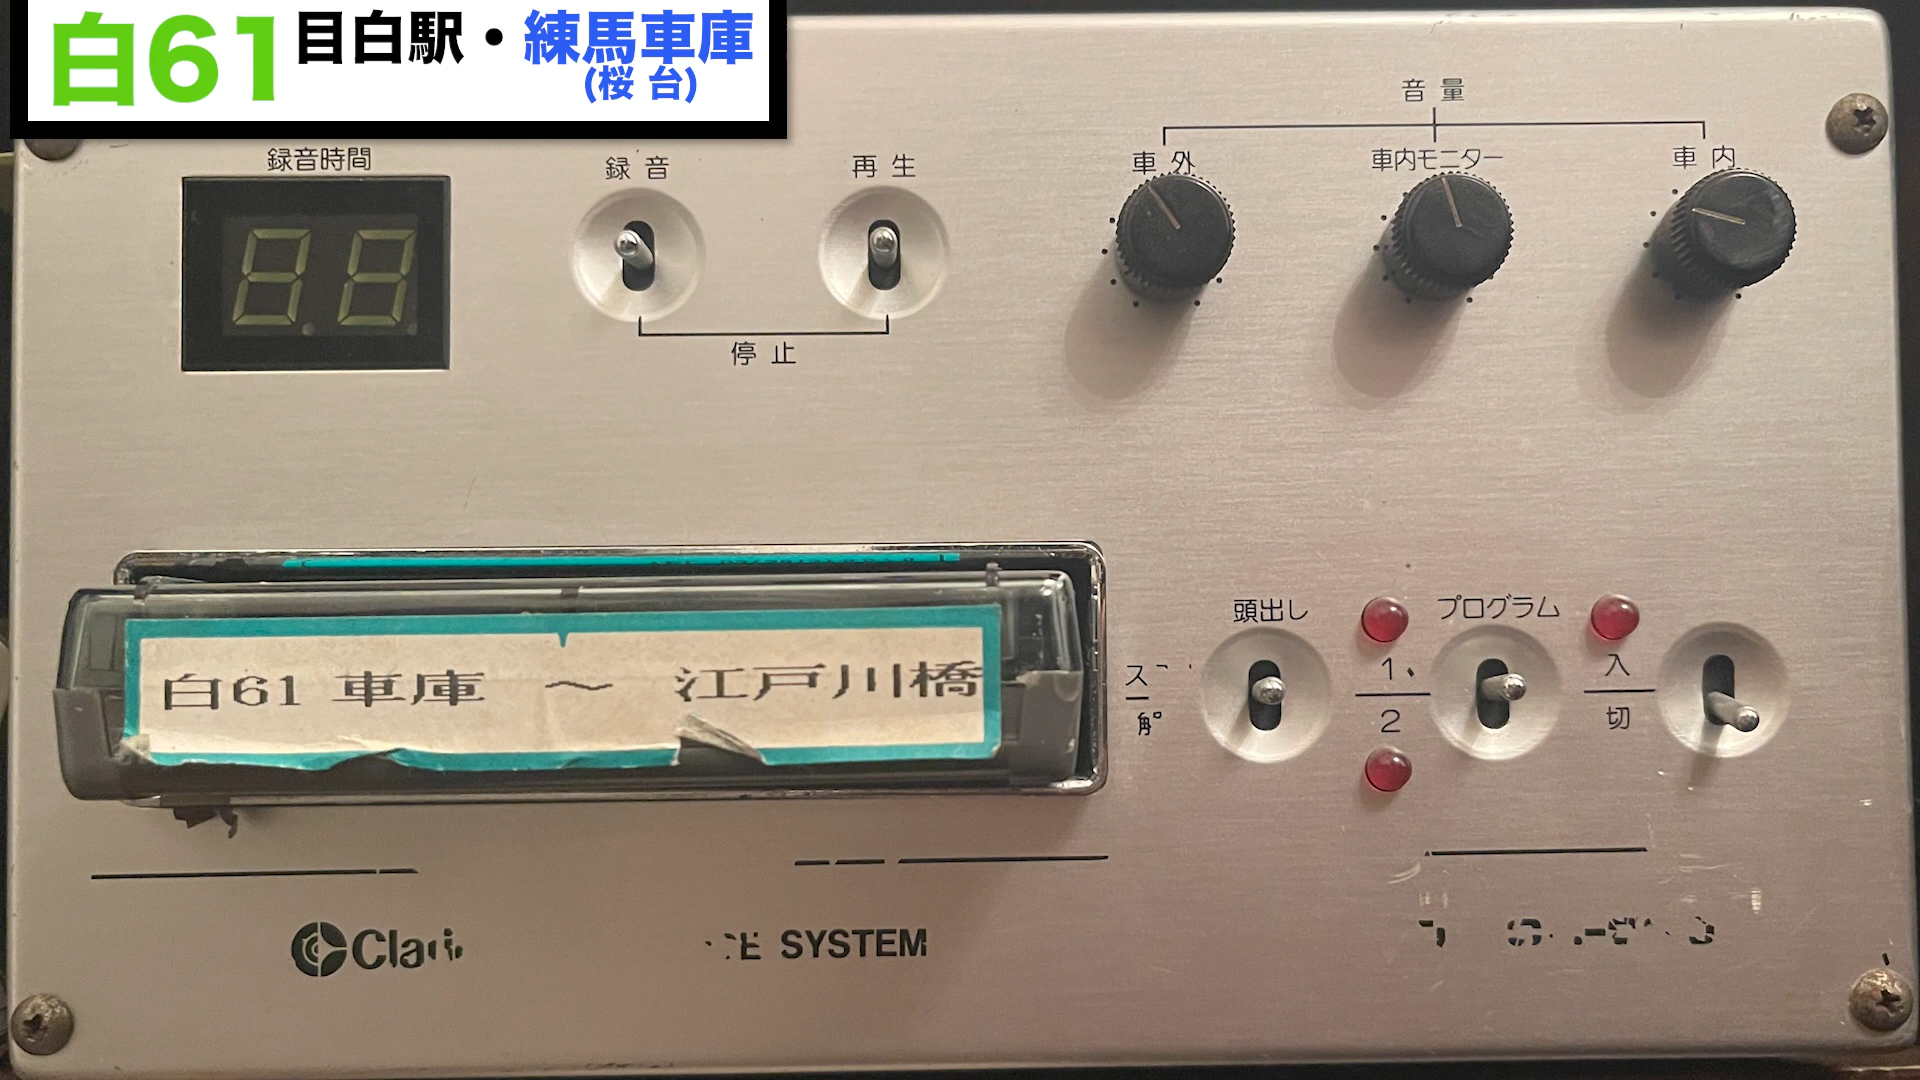 白61 目白駅・練馬車庫
(桜台)
音量
録音時間
録音
再生
車外
車内モニター
車内
停止
頭出し
プログラム
1
2
入
切
白61 車庫 ～ 江戸川橋
SYSTEM